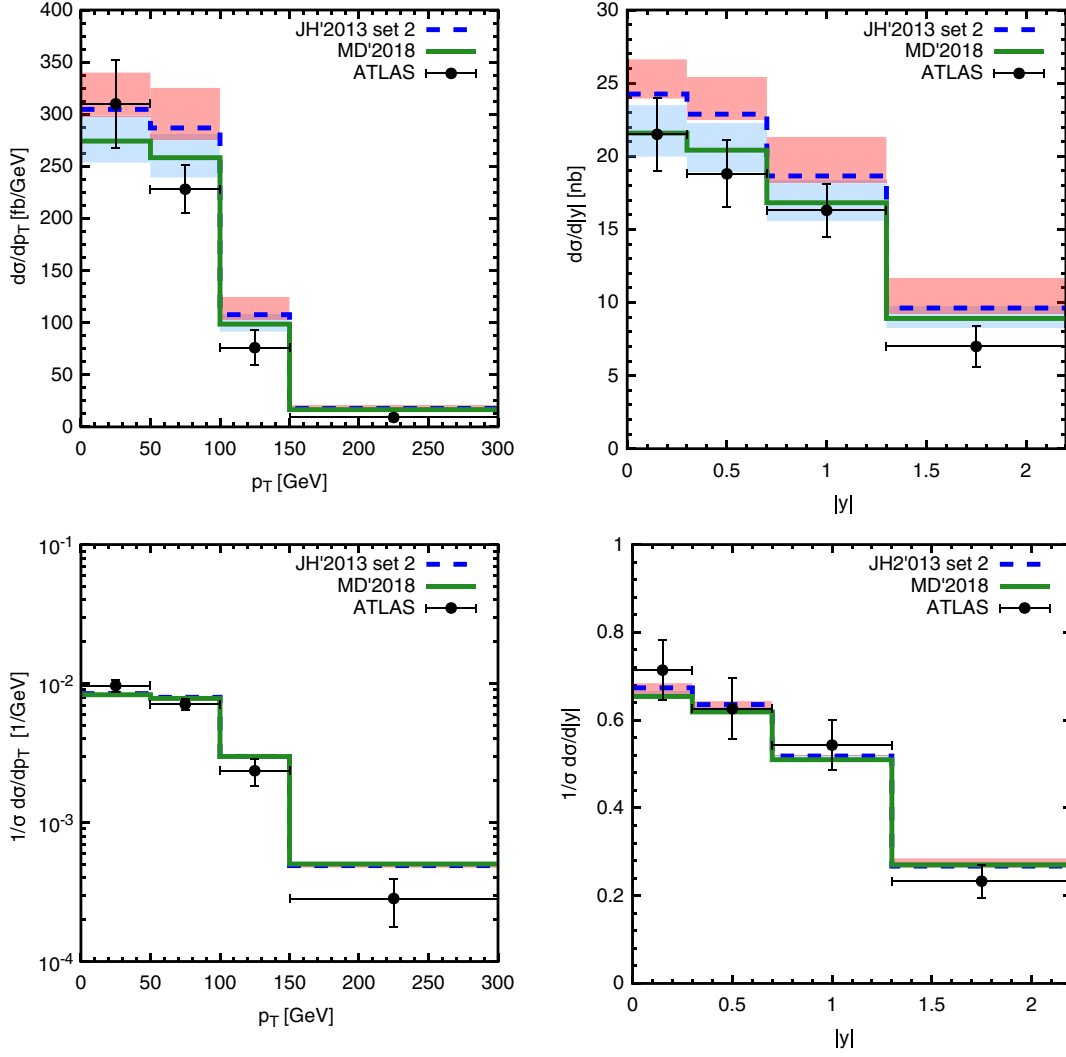 JH'2013 set 2
MD'2018
ATLAS
dσ/dp_T [fb/GeV]
400
350
300
250
200
150
100
50
0
0 50 100 150 200 250 300
p_T [GeV]
JH'2013 set 2
MD'2018
ATLAS
dσ/d|y| [nb]
30
25
20
15
10
5
0
0 0.5 1 1.5 2
|y|
JH'2013 set 2
MD'2018
ATLAS
1/σ dσ/dp_T [1/GeV]
10^-1
10^-2
10^-3
10^-4
0 50 100 150 200 250 300
p_T [GeV]
JH2'013 set 2
MD'2018
ATLAS
1/σ dσ/d|y|
1
0.8
0.6
0.4
0.2
0
0 0.5 1 1.5 2
|y|